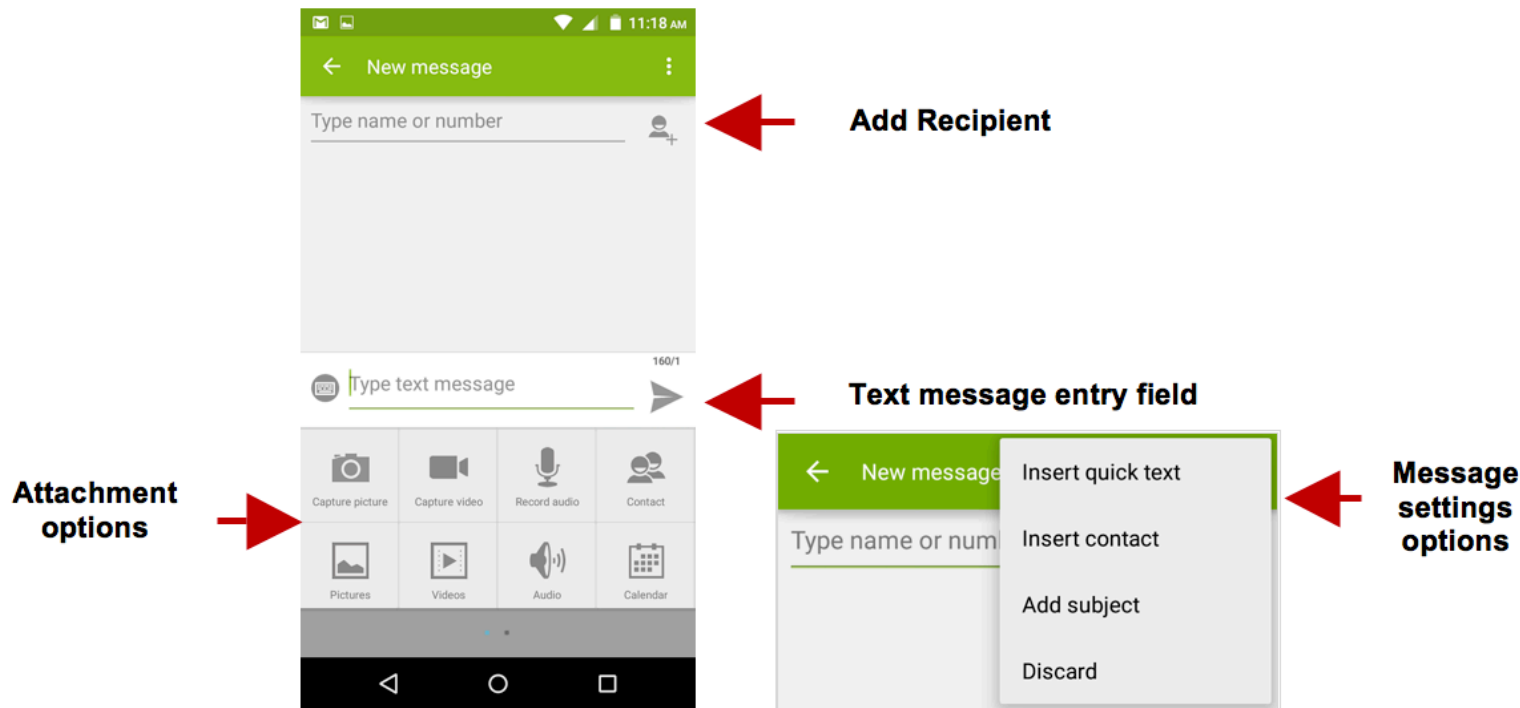 11:18 AM
New message
Type name or number
Add Recipient
160/1
Type text message
Text message entry field
Capture picture
Capture video
Record audio
Contact
Pictures
Videos
Audio
Calendar
Attachment
options
New message
Type name or num
Insert quick text
Insert contact
Add subject
Discard
Message
settings
options